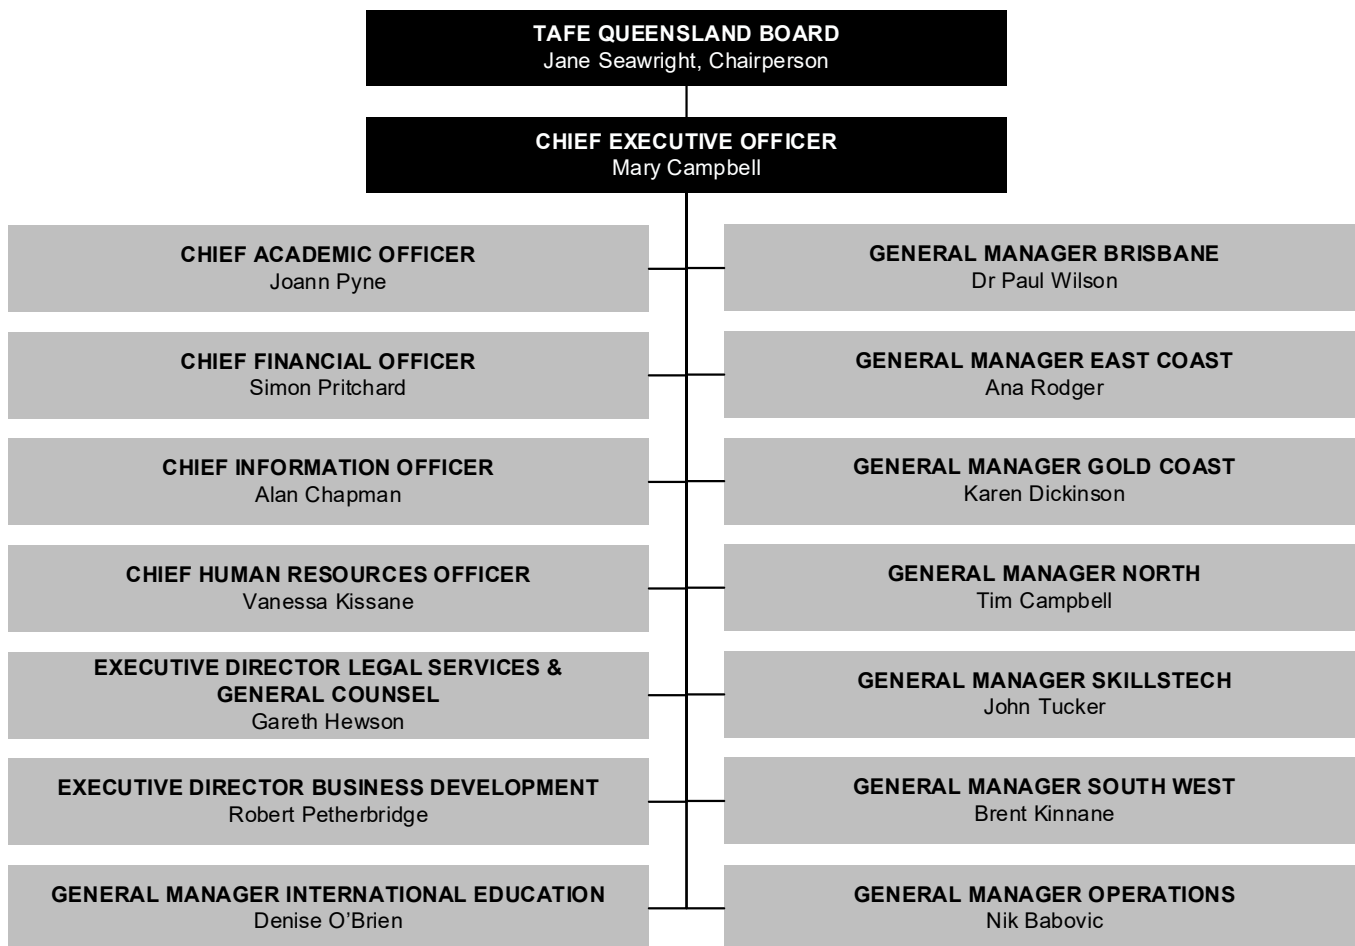 TAFE QUEENSLAND BOARD
Jane Seawright, Chairperson
CHIEF EXECUTIVE OFFICER
Mary Campbell
CHIEF ACADEMIC OFFICER
Joann Pyne
CHIEF FINANCIAL OFFICER
Simon Pritchard
CHIEF INFORMATION OFFICER
Alan Chapman
CHIEF HUMAN RESOURCES OFFICER
Vanessa Kissane
EXECUTIVE DIRECTOR LEGAL SERVICES &
GENERAL COUNSEL
Gareth Hewson
EXECUTIVE DIRECTOR BUSINESS DEVELOPMENT
Robert Petherbridge
GENERAL MANAGER INTERNATIONAL EDUCATION
Denise O’Brien
GENERAL MANAGER BRISBANE
Dr Paul Wilson
GENERAL MANAGER EAST COAST
Ana Rodger
GENERAL MANAGER GOLD COAST
Karen Dickinson
GENERAL MANAGER NORTH
Tim Campbell
GENERAL MANAGER SKILLSTECH
John Tucker
GENERAL MANAGER SOUTH WEST
Brent Kinnane
GENERAL MANAGER OPERATIONS
Nik Babovic